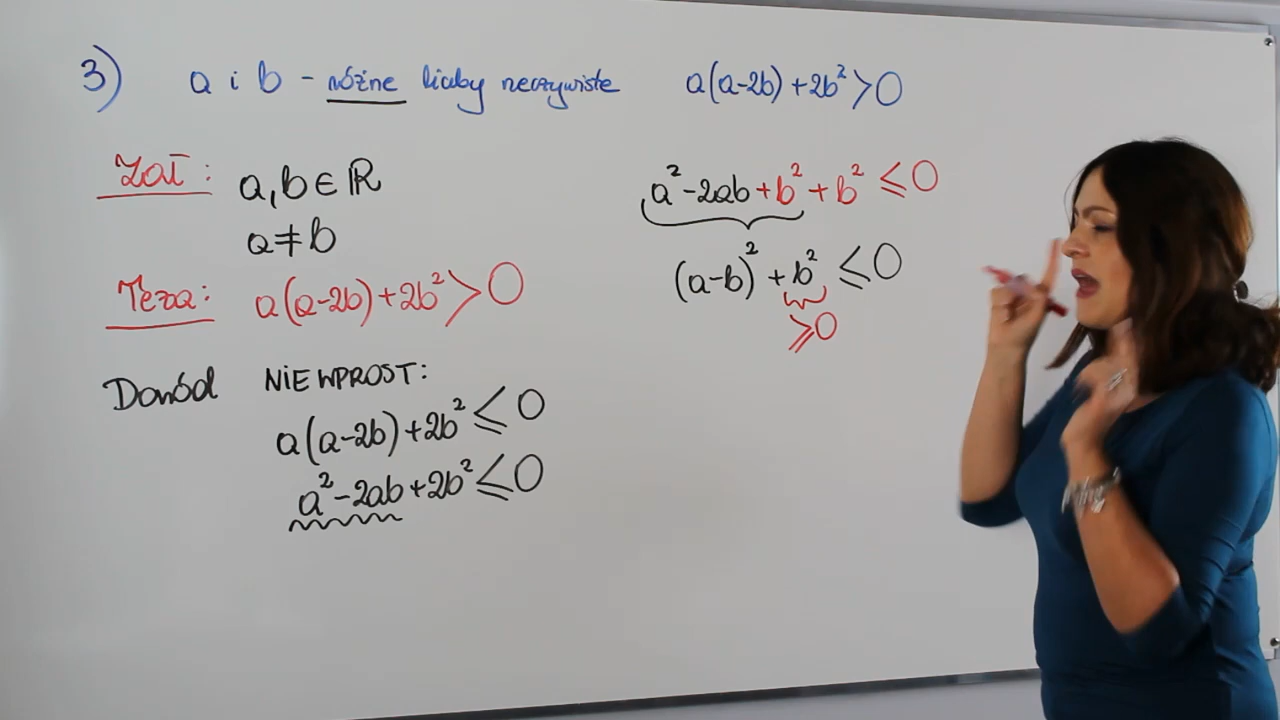 3) a i b - różne liczby rzeczywiste a(a-2b) + 2b² > 0
Zał: a, b ∈ ℝ
a ≠ b
Teza: a(a-2b) + 2b² > 0
Dowód NIE WPROST:
a(a-2b) + 2b² ≤ 0
a² - 2ab + 2b² ≤ 0
a² - 2ab + b² + b² ≤ 0
(a-b)² + b² ≤ 0
≥ 0